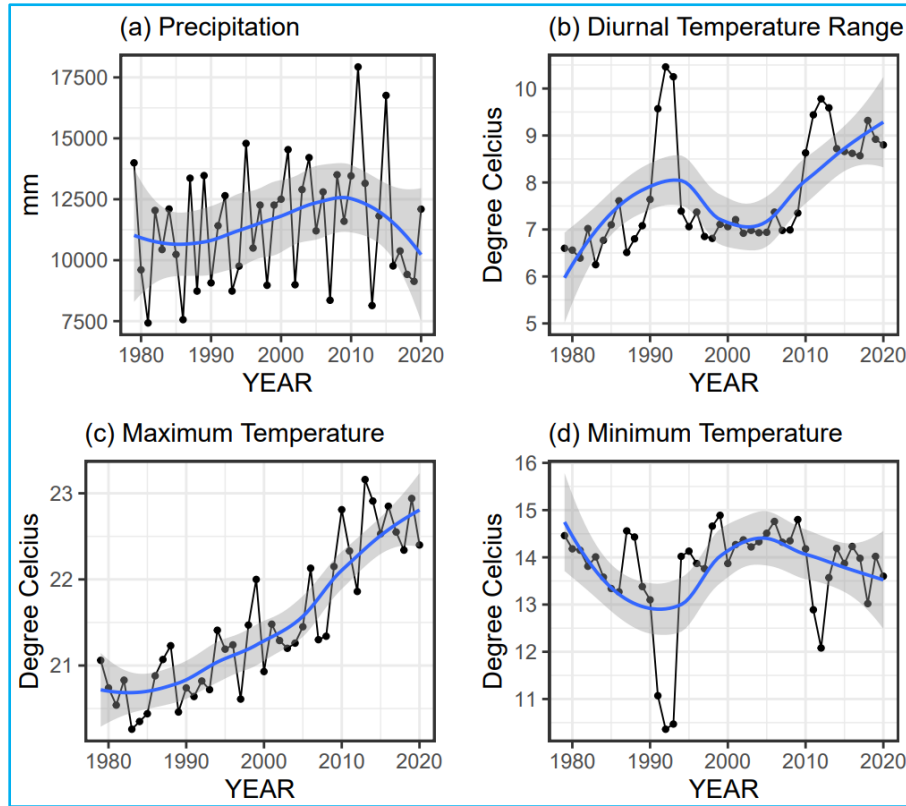 (a) Precipitation
mm
17500
15000
12500
10000
7500
1980 1990 2000 2010 2020
YEAR
(b) Diurnal Temperature Range
Degree Celcius
10
9
8
7
6
5
1980 1990 2000 2010 2020
YEAR
(c) Maximum Temperature
Degree Celcius
23
22
21
1980 1990 2000 2010 2020
YEAR
(d) Minimum Temperature
Degree Celcius
16
15
14
13
12
11
1980 1990 2000 2010 2020
YEAR